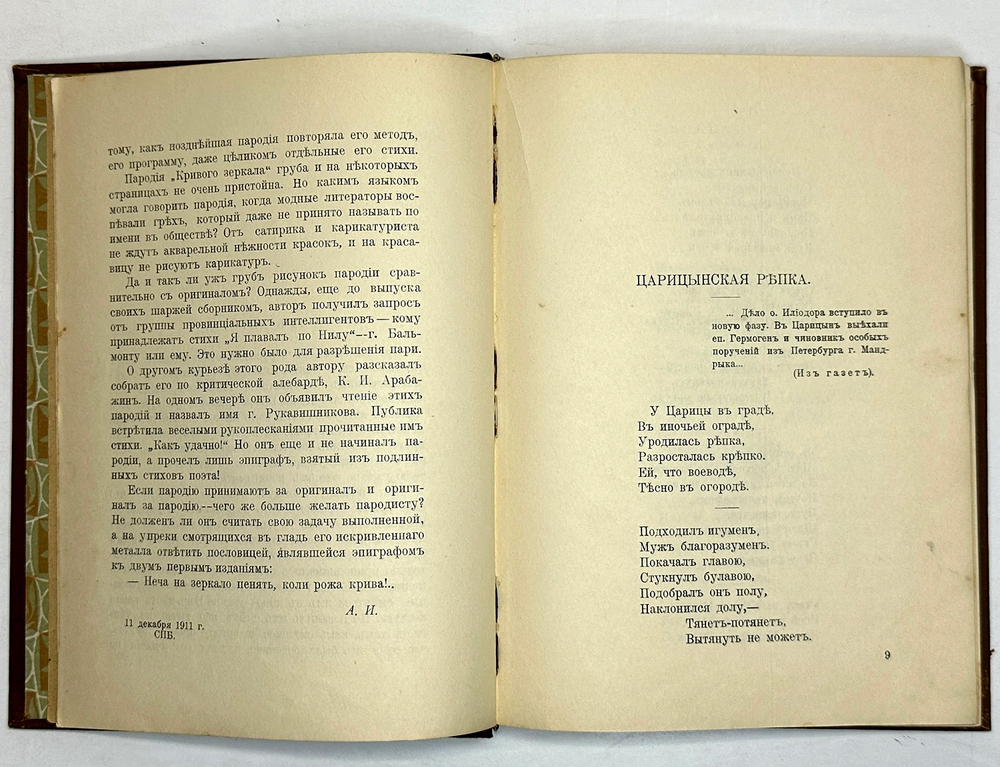 тому, какъ позднѣйшая пародія повторяла его методъ,
его программу, даже цѣликомъ отдѣльные его стихи.
Пародія „Кривого зеркала“ груба и на нѣкоторыхъ
страницахъ не очень пристойна. Но какимъ языкомъ
могла говорить пародія, когда модные литераторы вос-
пѣвали грѣхъ, который даже не принято называть по
имени въ обществѣ? Отъ сатирика и карикатуриста
не ждутъ акварельной нѣжности красокъ, и на краса-
вицу не рисуютъ карикатуръ.
Да и такъ ли ужъ грубъ рисунокъ пародіи срав-
нительно съ оригиналомъ? Однажды, еще до выпуска
своихъ шаржей сборникомъ, авторъ получилъ запросъ
отъ группы провинціальныхъ интеллигентовъ — кому
принадлежатъ стихи „Я плавалъ по Нилу“--г. Баль-
монту или ему. Это нужно было для разрѣшенія пари.
О другомъ курьезѣ этого рода автору разсказалъ
собратъ его по критической алебардѣ, К. И. Араба-
жинъ. На одномъ вечерѣ онъ объявилъ чтеніе этихъ
пародій и назвалъ имя г. Рукавишникова. Публика
встрѣтила веселыми рукоплесканіями прочитанные имъ
стихи. „Какъ удачно!“ Но онъ еще и не начиналъ па-
родіи, а прочелъ лишь эпиграфъ, взятый изъ подлин-
ныхъ стиховъ поэта!
Если пародію принимаютъ за оригиналъ и ориги-
налъ за пародію,--чего же больше желать пародисту?
Не долженъ ли онъ считать свою задачу выполненной,
а на упреки смотрящихся въ гладь его искривленнаго
металла отвѣтить пословицей, являвшейся эпиграфомъ
къ двумъ первымъ изданіямъ:
— Неча на зеркало пенять, коли рожа крива!..
А. И.
11 декабря 1911 г.
СПБ.
ЦАРИЦЫНСКАЯ РѢПКА.
... Дѣло о. Иліодора вступило въ
новую фазу. Въ Царицынъ выѣхали
еп. Гермогенъ и чиновникъ особыхъ
порученій изъ Петербурга г. Манд-
рыка...
(Изъ газетъ).
У Царицы въ градѣ,
Въ иночьей оградѣ,
Уродилась рѣпка,
Разросталась крѣпко.
Ей, что воеводѣ,
Тѣсно въ огородѣ.
Подходилъ игуменъ,
Мужъ благоразуменъ.
Покачалъ главою,
Стукнулъ булавою,
Подобралъ онъ полу,
Наклонился долу,—
Тянетъ-потянетъ,
Вытянуть не можетъ.
9